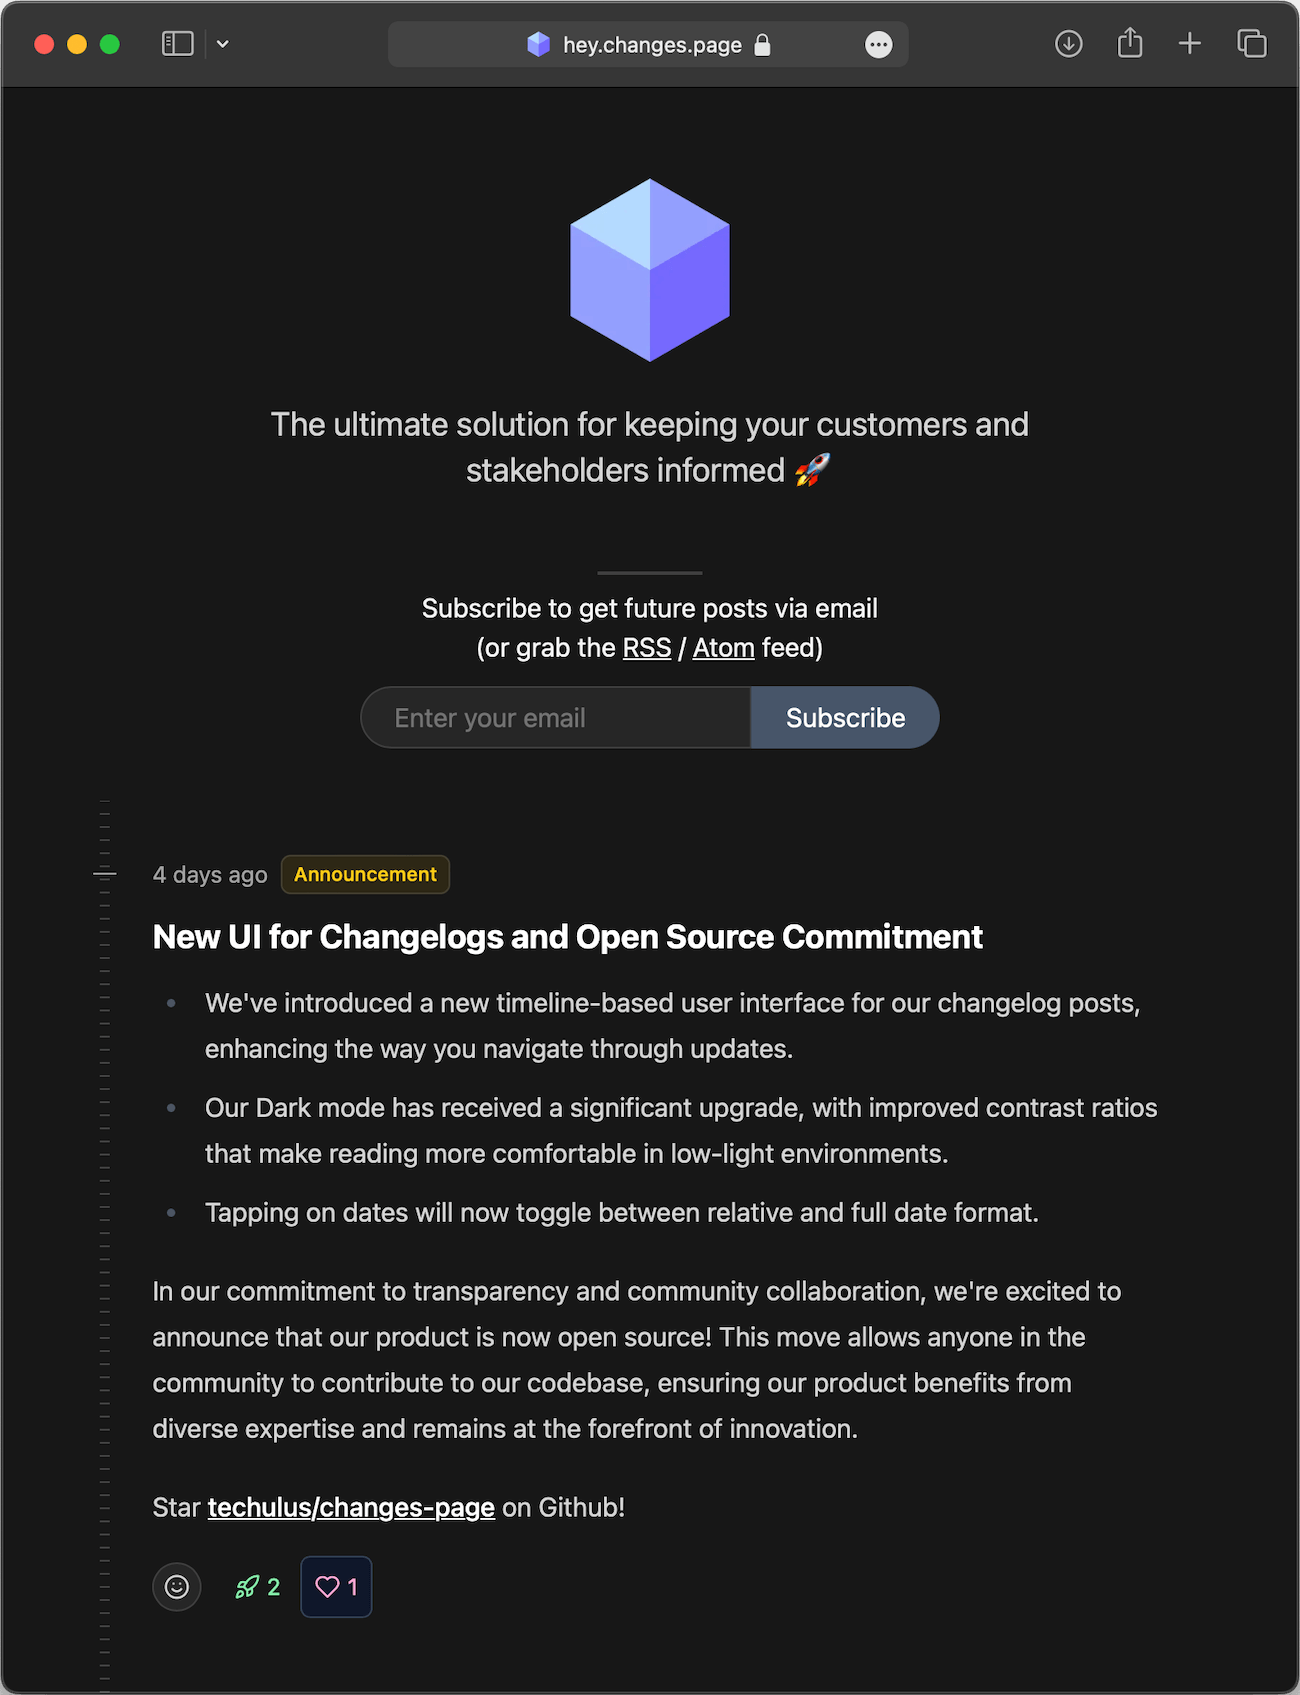 hey.changes.page
The ultimate solution for keeping your customers and
stakeholders informed 🚀
Subscribe to get future posts via email
(or grab the RSS / Atom feed)
Enter your email
Subscribe
4 days ago
Announcement
New UI for Changelogs and Open Source Commitment
• We've introduced a new timeline-based user interface for our changelog posts,
enhancing the way you navigate through updates.
• Our Dark mode has received a significant upgrade, with improved contrast ratios
that make reading more comfortable in low-light environments.
• Tapping on dates will now toggle between relative and full date format.
In our commitment to transparency and community collaboration, we're excited to
announce that our product is now open source! This move allows anyone in the
community to contribute to our codebase, ensuring our product benefits from
diverse expertise and remains at the forefront of innovation.
Star techulus/changes-page on Github!
2
1